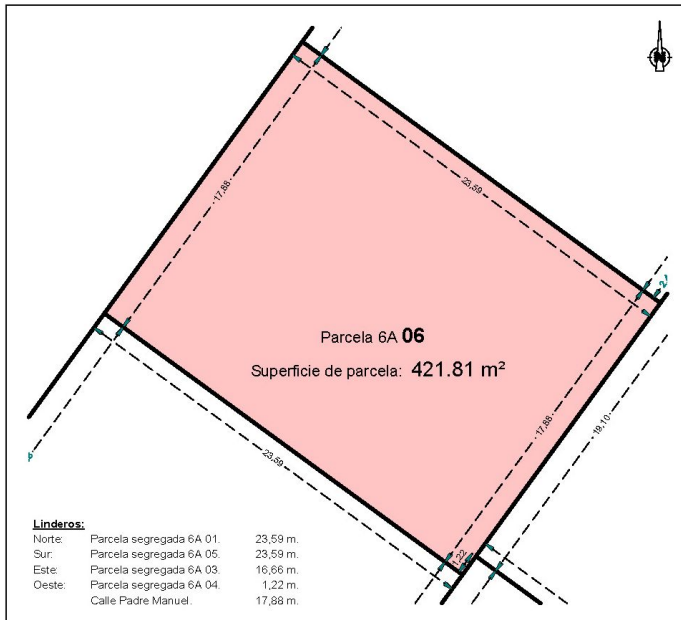 N
23,59
17,88
Parcela 6A 06
Superficie de parcela: 421.81 m²
17,88
19,10
23,59
1,22
Linderos:
Norte: Parcela segregada 6A 01. 23,59 m.
Sur: Parcela segregada 6A 05. 23,59 m.
Este: Parcela segregada 6A 03. 16,66 m.
Oeste: Parcela segregada 6A 04. 1,22 m.
Calle Padre Manuel. 17,88 m.